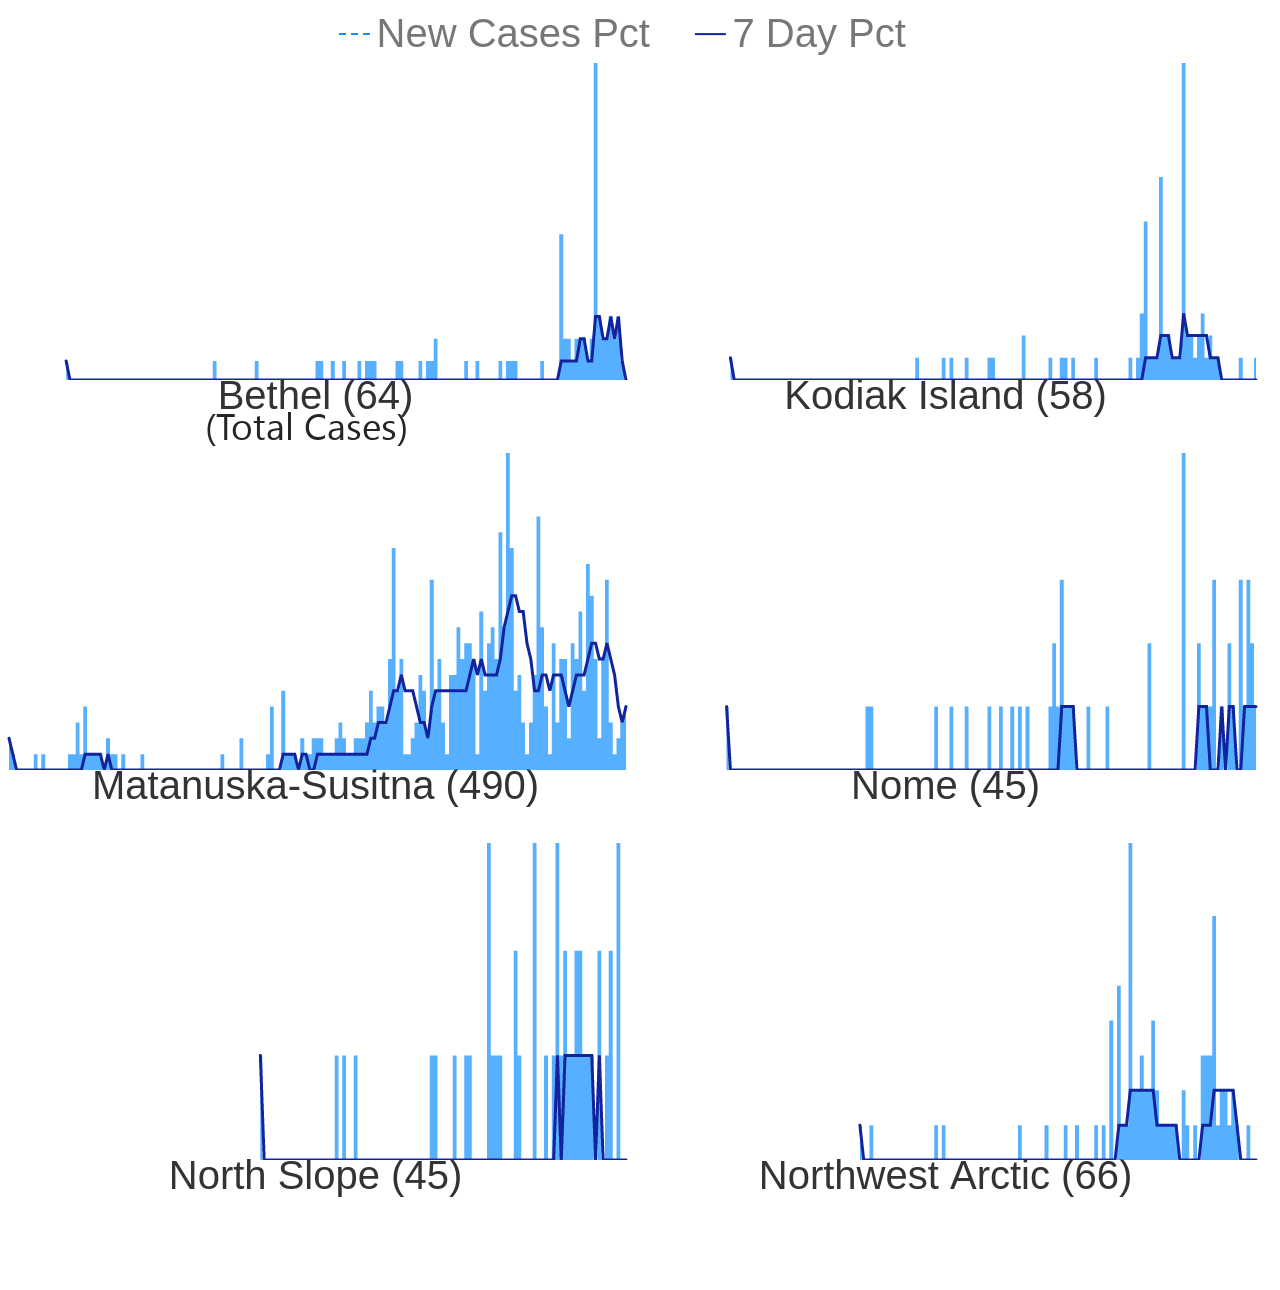 New Cases Pct 7 Day Pct
Bethel (64) Kodiak Island (58)
(Total Cases)
Matanuska-Susitna (490) Nome (45)
North Slope (45) Northwest Arctic (66)